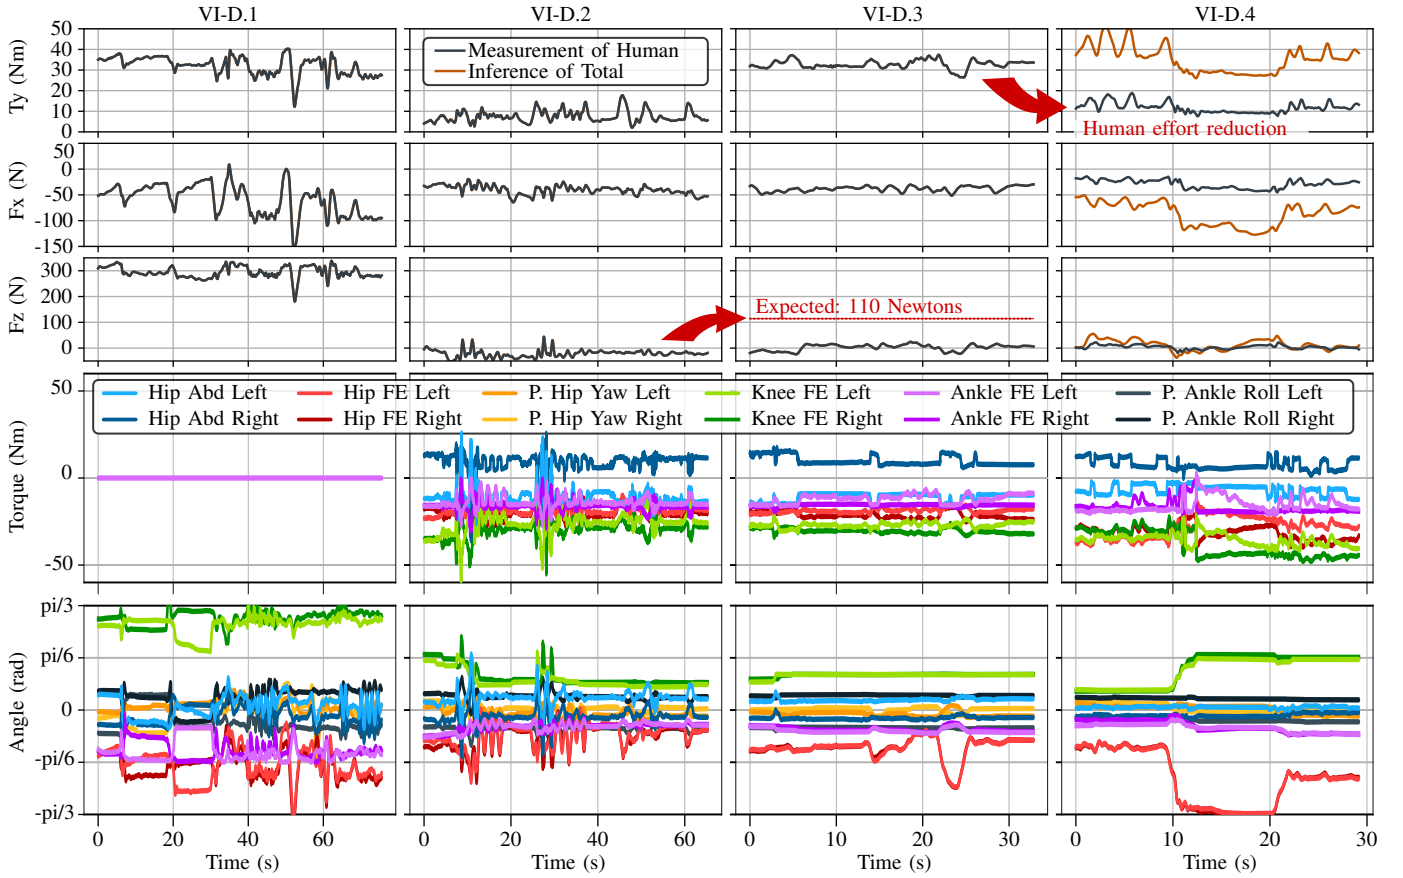 VI-D.1 VI-D.2 VI-D.3 VI-D.4
Ty (Nm)
50
40
30
20
10
0
Measurement of Human
Inference of Total
Human effort reduction
Fx (N)
50
0
-50
-100
-150
Fz (N)
300
200
100
0
Expected: 110 Newtons
Torque (Nm)
50
0
-50
Hip Abd Left Hip FE Left P. Hip Yaw Left Knee FE Left Ankle FE Left P. Ankle Roll Left
Hip Abd Right Hip FE Right P. Hip Yaw Right Knee FE Right Ankle FE Right P. Ankle Roll Right
Angle (rad)
pi/3
pi/6
0
-pi/6
-pi/3
0 20 40 60 0 20 40 60 0 10 20 30 0 10 20 30
Time (s) Time (s) Time (s) Time (s)